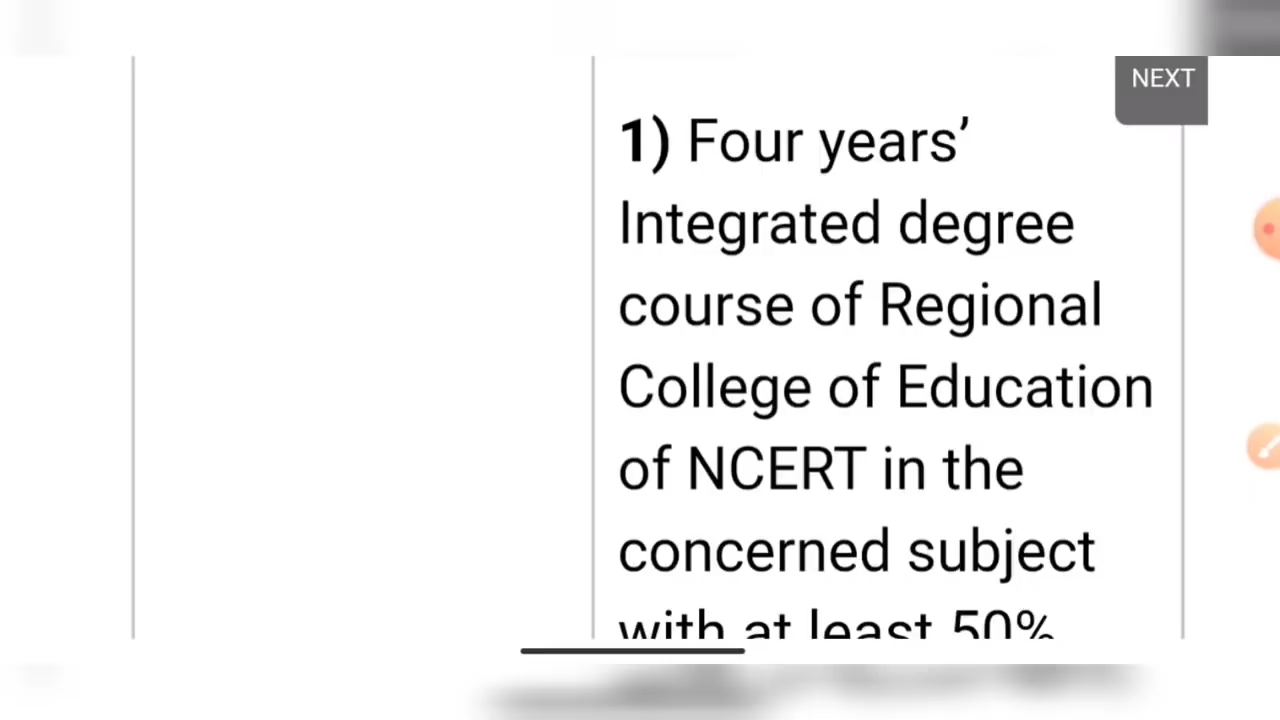 NEXT
1) Four years’
Integrated degree
course of Regional
College of Education
of NCERT in the
concerned subject
with at least 50%